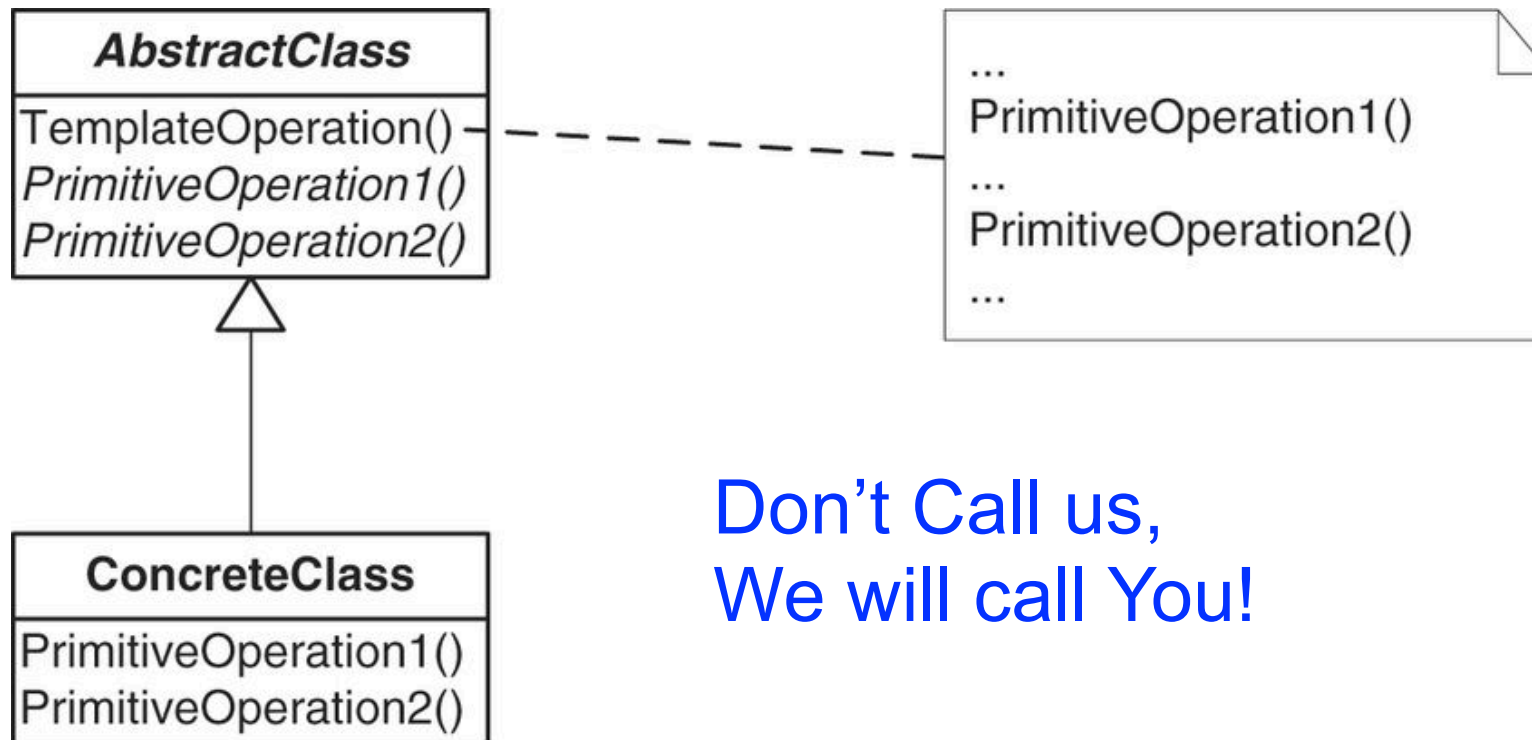 AbstractClass
TemplateOperation()
PrimitiveOperation1()
PrimitiveOperation2()
...
PrimitiveOperation1()
...
PrimitiveOperation2()
...
Don’t Call us,
We will call You!
ConcreteClass
PrimitiveOperation1()
PrimitiveOperation2()